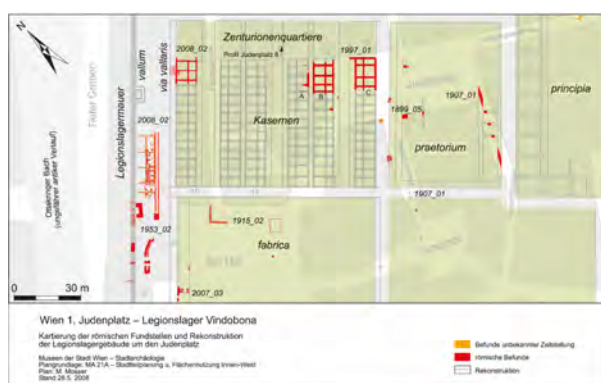 N
Zenturionenquartiere
2008_02
Profil Judenplatz 8
1997_01
vallum
via vallaris
Tiefer Graben
Legionslagermauer
2008_02
A
B
C
Kasernen
1899_05
1907_01
principia
praetorium
Ottakringer Bach
(ungefährer antiker Verlauf)
1907_01
1953_02
1915_02
fabrica
2007_03
0
30 m
Wien 1. Judenplatz – Legionslager Vindobona
Kartierung der römischen Fundstellen und Rekonstruktion
der Legionslagergebäude um den Judenplatz
Museen der Stadt Wien – Stadtarchäologie
Plangrundlage: MA 21A – Stadtteilplanung u. Flächennutzung Innen-West
Plan: M. Mosser
Stand 28.5. 2008
Befunde unbekannter Zeitstellung
römische Befunde
Rekonstruktion